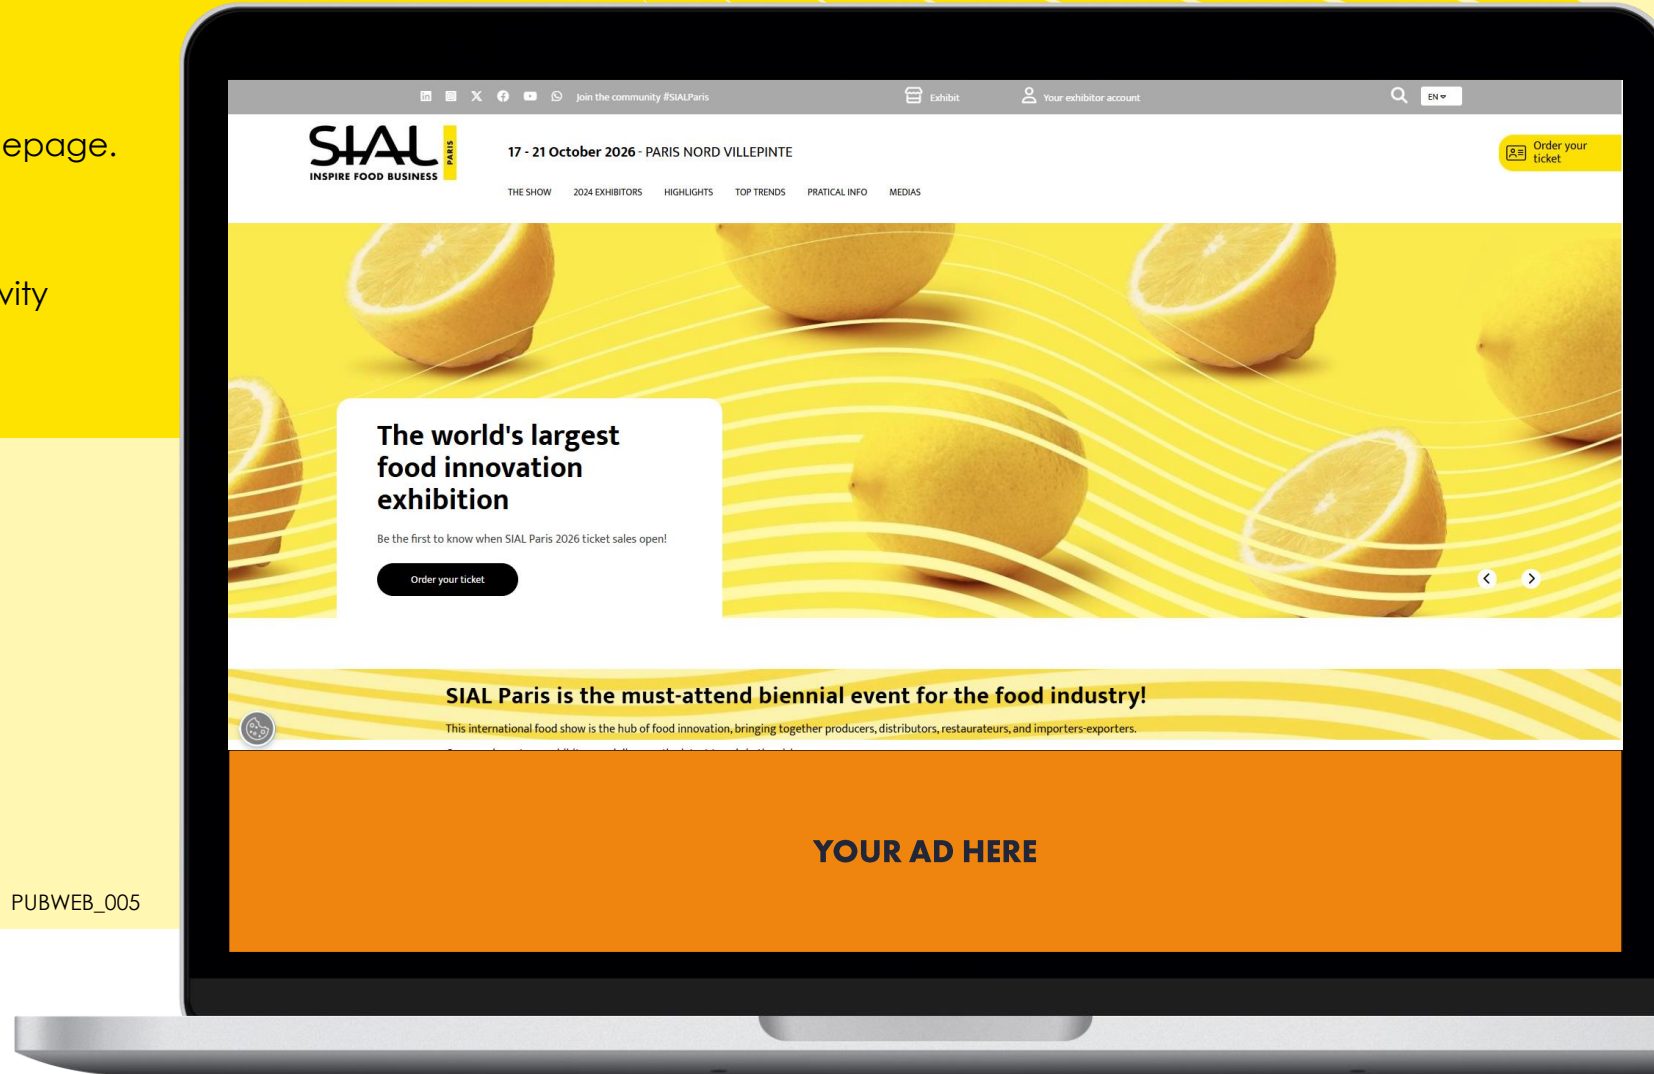 epage.
vity
PUBWEB_005
Join the community #SIALParis
Exhibit
Your exhibitor account
EN
SIAL PARIS
INSPIRE FOOD BUSINESS
17 - 21 October 2026 - PARIS NORD VILLEPINTE
Order your
ticket
THE SHOW 2024 EXHIBITORS HIGHLIGHTS TOP TRENDS PRATICAL INFO MEDIAS
The world's largest
food innovation
exhibition
Be the first to know when SIAL Paris 2026 ticket sales open!
Order your ticket
SIAL Paris is the must-attend biennial event for the food industry!
This international food show is the hub of food innovation, bringing together producers, distributors, restaurateurs, and importers-exporters.
YOUR AD HERE